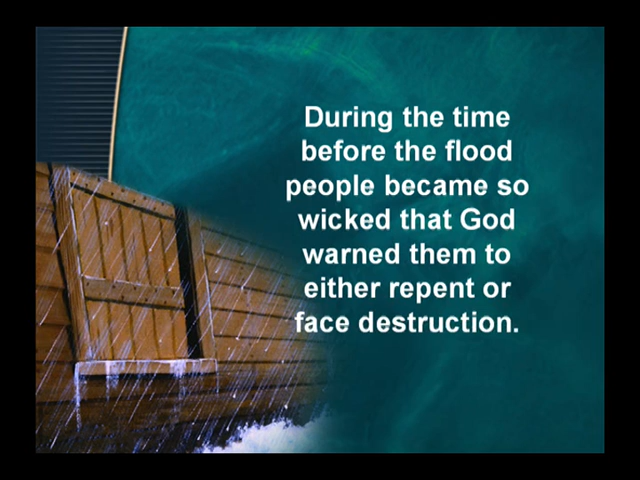 During the time
before the flood
people became so
wicked that God
warned them to
either repent or
face destruction.